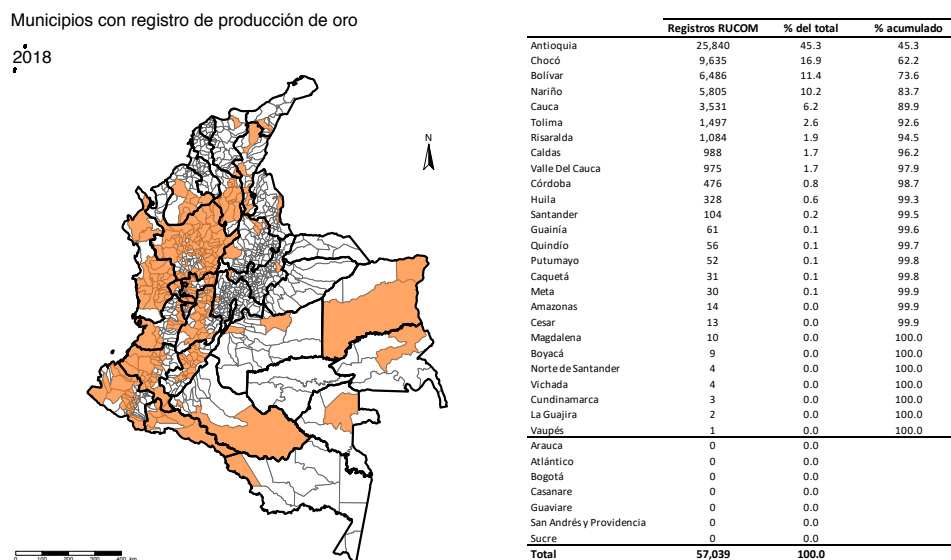 Municipios con registro de producción de oro
2018
N
0 100 200 300 400 km
Registros RUCOM % del total % acumulado
Antioquia 25,840 45.3 45.3
Chocó 9,635 16.9 62.2
Bolívar 6,486 11.4 73.6
Nariño 5,805 10.2 83.7
Cauca 3,531 6.2 89.9
Tolima 1,497 2.6 92.6
Risaralda 1,084 1.9 94.5
Caldas 988 1.7 96.2
Valle Del Cauca 975 1.7 97.9
Córdoba 476 0.8 98.7
Huila 328 0.6 99.3
Santander 104 0.2 99.5
Guainía 61 0.1 99.6
Quindío 56 0.1 99.7
Putumayo 52 0.1 99.8
Caquetá 31 0.1 99.8
Meta 30 0.1 99.9
Amazonas 14 0.0 99.9
Cesar 13 0.0 99.9
Magdalena 10 0.0 100.0
Boyacá 9 0.0 100.0
Norte de Santander 4 0.0 100.0
Vichada 4 0.0 100.0
Cundinamarca 3 0.0 100.0
La Guajira 2 0.0 100.0
Vaupés 1 0.0 100.0
Arauca 0 0.0
Atlántico 0 0.0
Bogotá 0 0.0
Casanare 0 0.0
Guaviare 0 0.0
San Andrés y Providencia 0 0.0
Sucre 0 0.0
Total 57,039 100.0